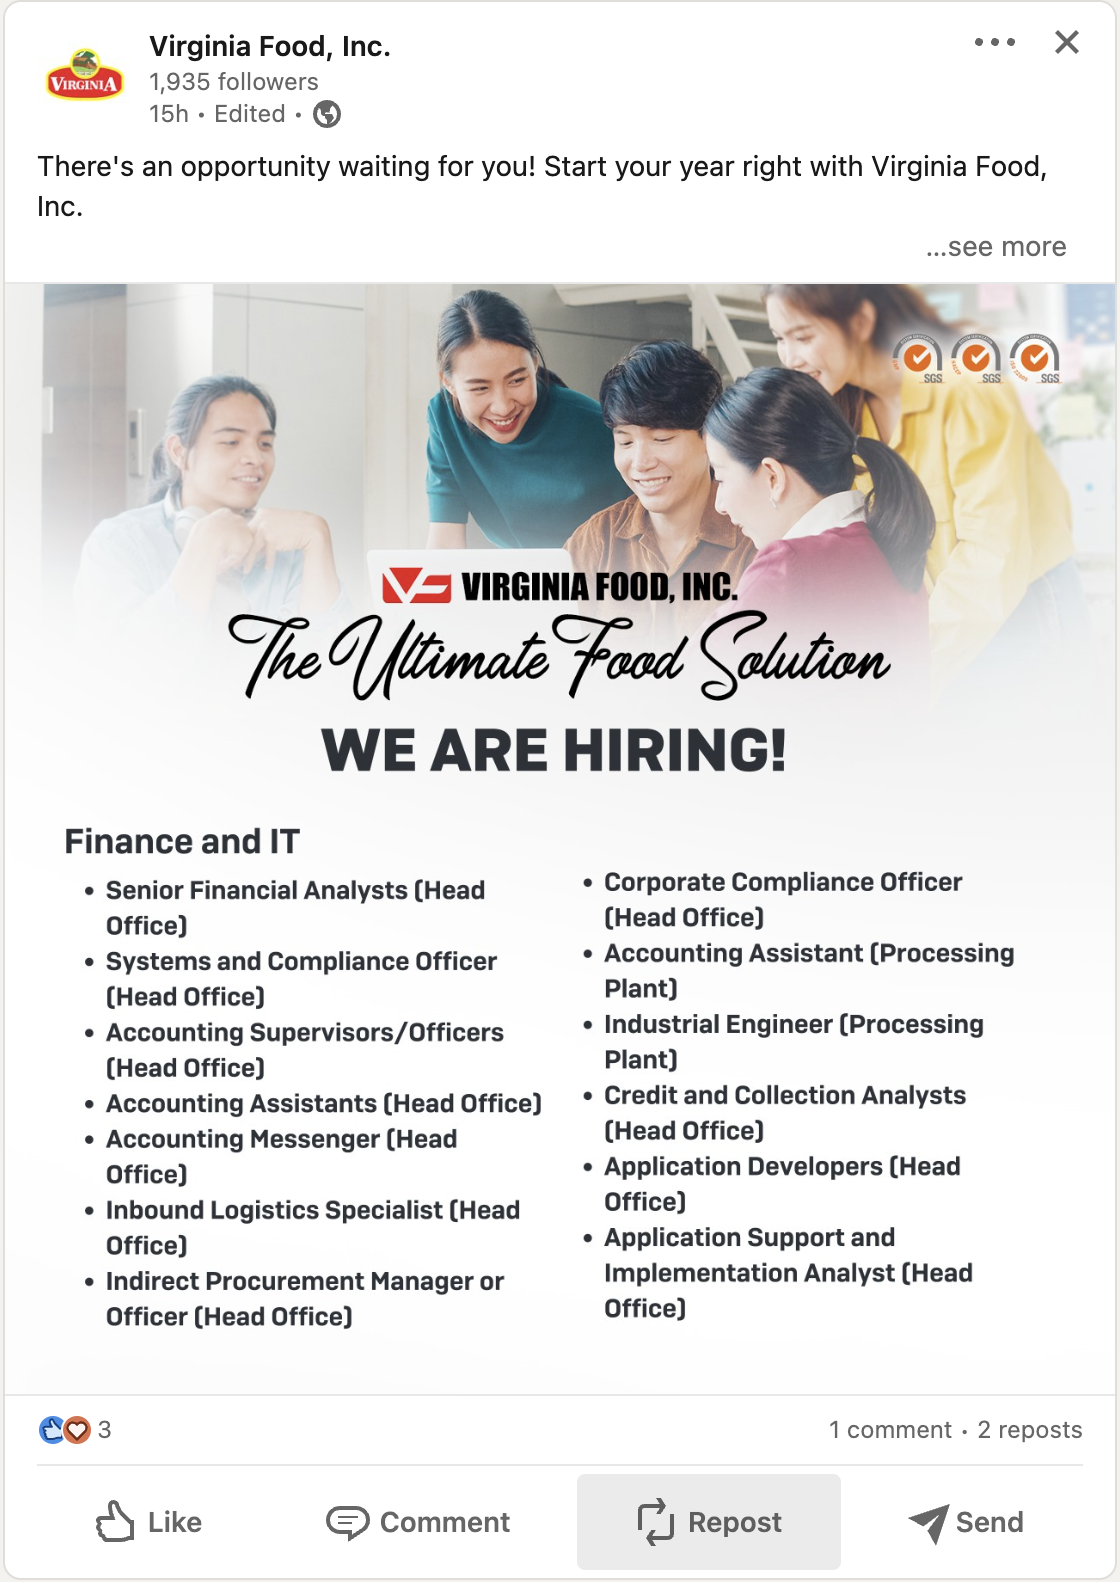 Virginia Food, Inc.
VIRGINIA
1,935 followers
15h • Edited •
There's an opportunity waiting for you! Start your year right with Virginia Food,
Inc.
...see more
SGS SGS SGS
VIRGINIA FOOD, INC.
The Ultimate Food Solution
WE ARE HIRING!
Finance and IT
• Senior Financial Analysts (Head
Office)
• Systems and Compliance Officer
(Head Office)
• Accounting Supervisors/Officers
(Head Office)
• Accounting Assistants (Head Office)
• Accounting Messenger (Head
Office)
• Inbound Logistics Specialist (Head
Office)
• Indirect Procurement Manager or
Officer (Head Office)
• Corporate Compliance Officer
(Head Office)
• Accounting Assistant (Processing
Plant)
• Industrial Engineer (Processing
Plant)
• Credit and Collection Analysts
(Head Office)
• Application Developers (Head
Office)
• Application Support and
Implementation Analyst (Head
Office)
3
1 comment • 2 reposts
Like
Comment
Repost
Send